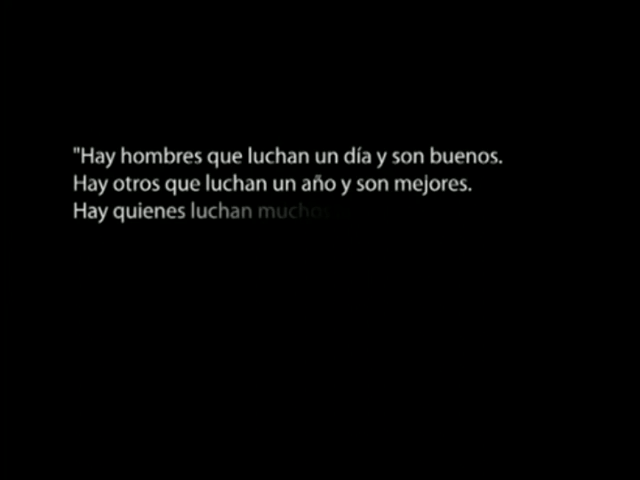 "Hay hombres que luchan un día y son buenos.
Hay otros que luchan un año y son mejores.
Hay quienes luchan muchos